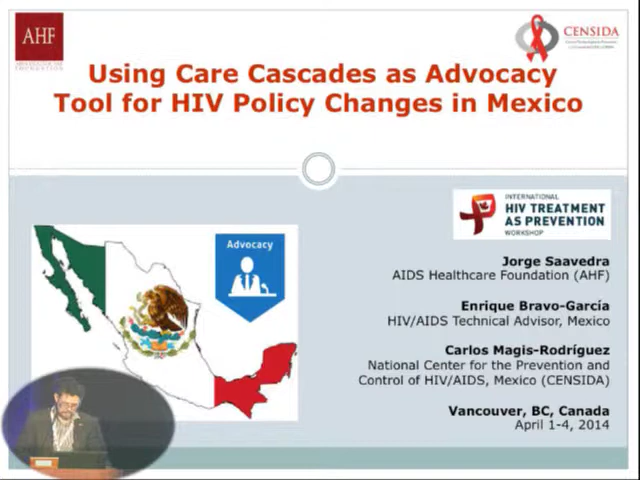 AHF
CENSIDA
Using Care Cascades as Advocacy
Tool for HIV Policy Changes in Mexico
INTERNATIONAL
HIV TREATMENT
AS PREVENTION
WORKSHOP
Advocacy
Jorge Saavedra
AIDS Healthcare Foundation (AHF)
Enrique Bravo-García
HIV/AIDS Technical Advisor, Mexico
Carlos Magis-Rodríguez
National Center for the Prevention and
Control of HIV/AIDS, Mexico (CENSIDA)
Vancouver, BC, Canada
April 1-4, 2014